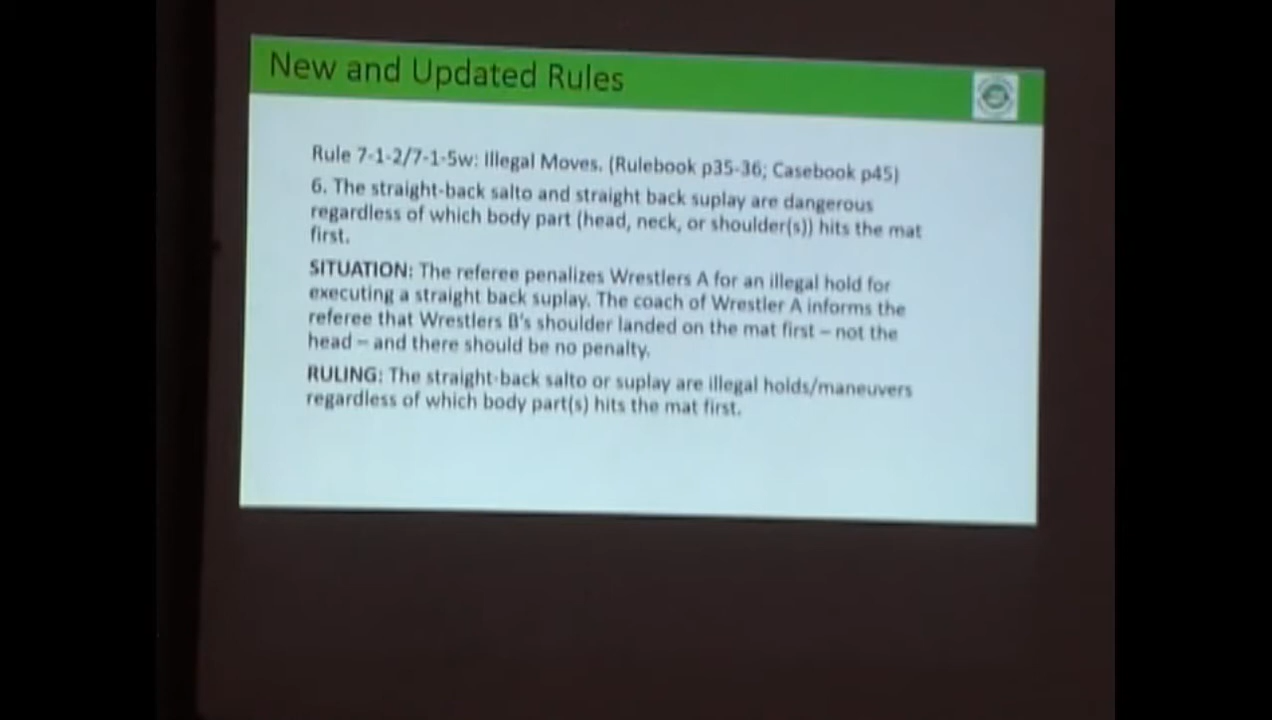 New and Updated Rules
Rule 7-1-2/7-1-5w: Illegal Moves. (Rulebook p35-36; Casebook p45)
6. The straight-back salto and straight back suplay are dangerous
regardless of which body part (head, neck, or shoulder(s)) hits the mat
first.
SITUATION: The referee penalizes Wrestlers A for an illegal hold for
executing a straight back suplay. The coach of Wrestler A informs the
referee that Wrestlers B's shoulder landed on the mat first – not the
head – and there should be no penalty.
RULING: The straight-back salto or suplay are illegal holds/maneuvers
regardless of which body part(s) hits the mat first.